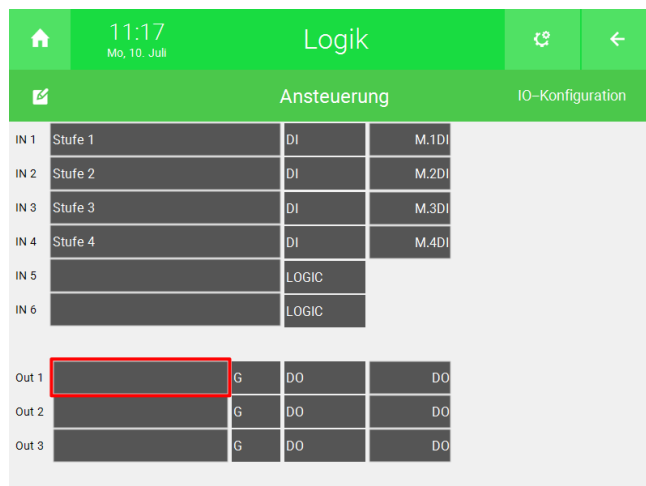 11:17
Mo, 10. Juli
Logik
Ansteuerung
IO-Konfiguration
IN 1 Stufe 1 DI M.1DI
IN 2 Stufe 2 DI M.2DI
IN 3 Stufe 3 DI M.3DI
IN 4 Stufe 4 DI M.4DI
IN 5 LOGIC
IN 6 LOGIC
Out 1 G DO DO
Out 2 G DO DO
Out 3 G DO DO